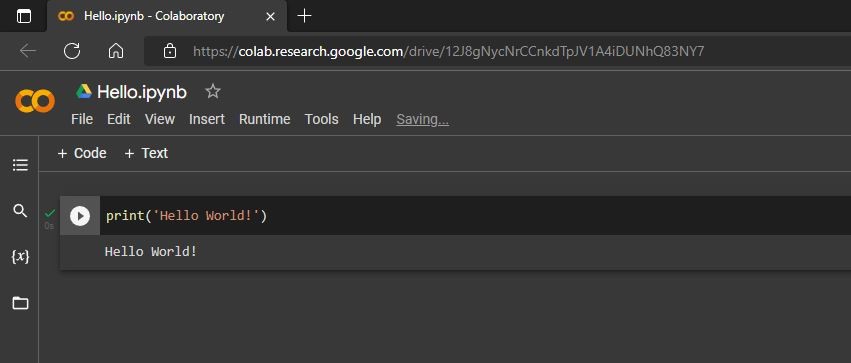 Hello.ipynb - Colaboratory
https://colab.research.google.com/drive/12J8gNycNrCCnkdTpJV1A4iDUNhQ83NY7
Hello.ipynb
File Edit View Insert Runtime Tools Help Saving...
+ Code + Text
print('Hello World!')
0s
Hello World!
{x}